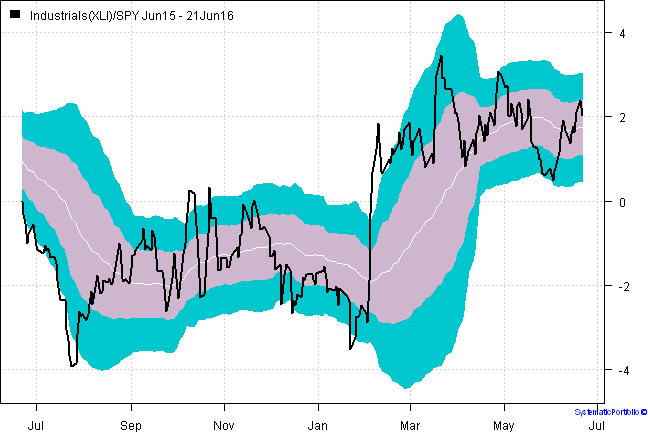 Industrials(XLI)/SPY Jun15 - 21Jun16
4
2
0
-2
-4
Jul Sep Nov Jan Mar May Jul
SystematicPortfolio ©